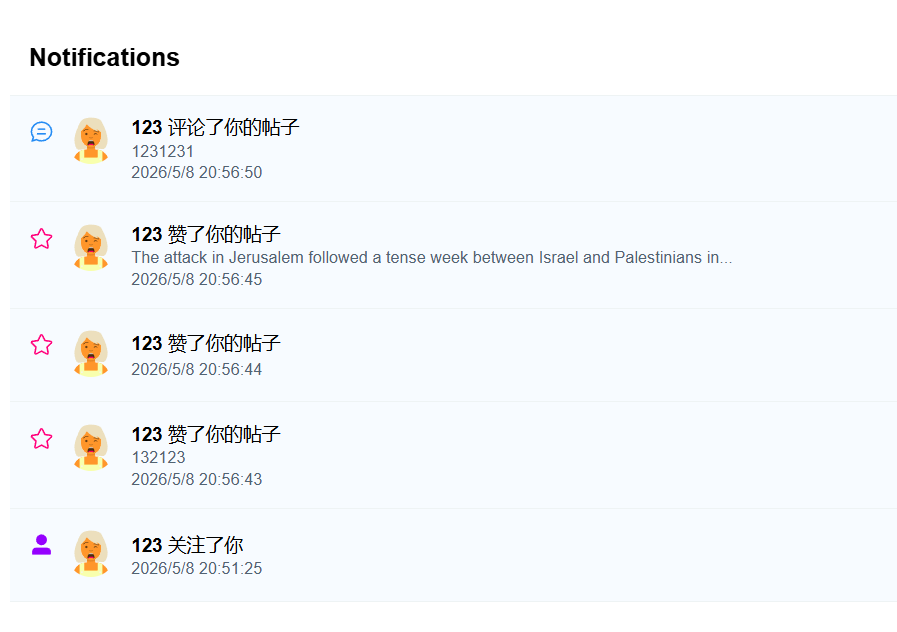 Notifications
123 评论了你的帖子
1231231
2026/5/8 20:56:50
123 赞了你的帖子
The attack in Jerusalem followed a tense week between Israel and Palestinians in...
2026/5/8 20:56:45
123 赞了你的帖子
2026/5/8 20:56:44
123 赞了你的帖子
132123
2026/5/8 20:56:43
123 关注了你
2026/5/8 20:51:25